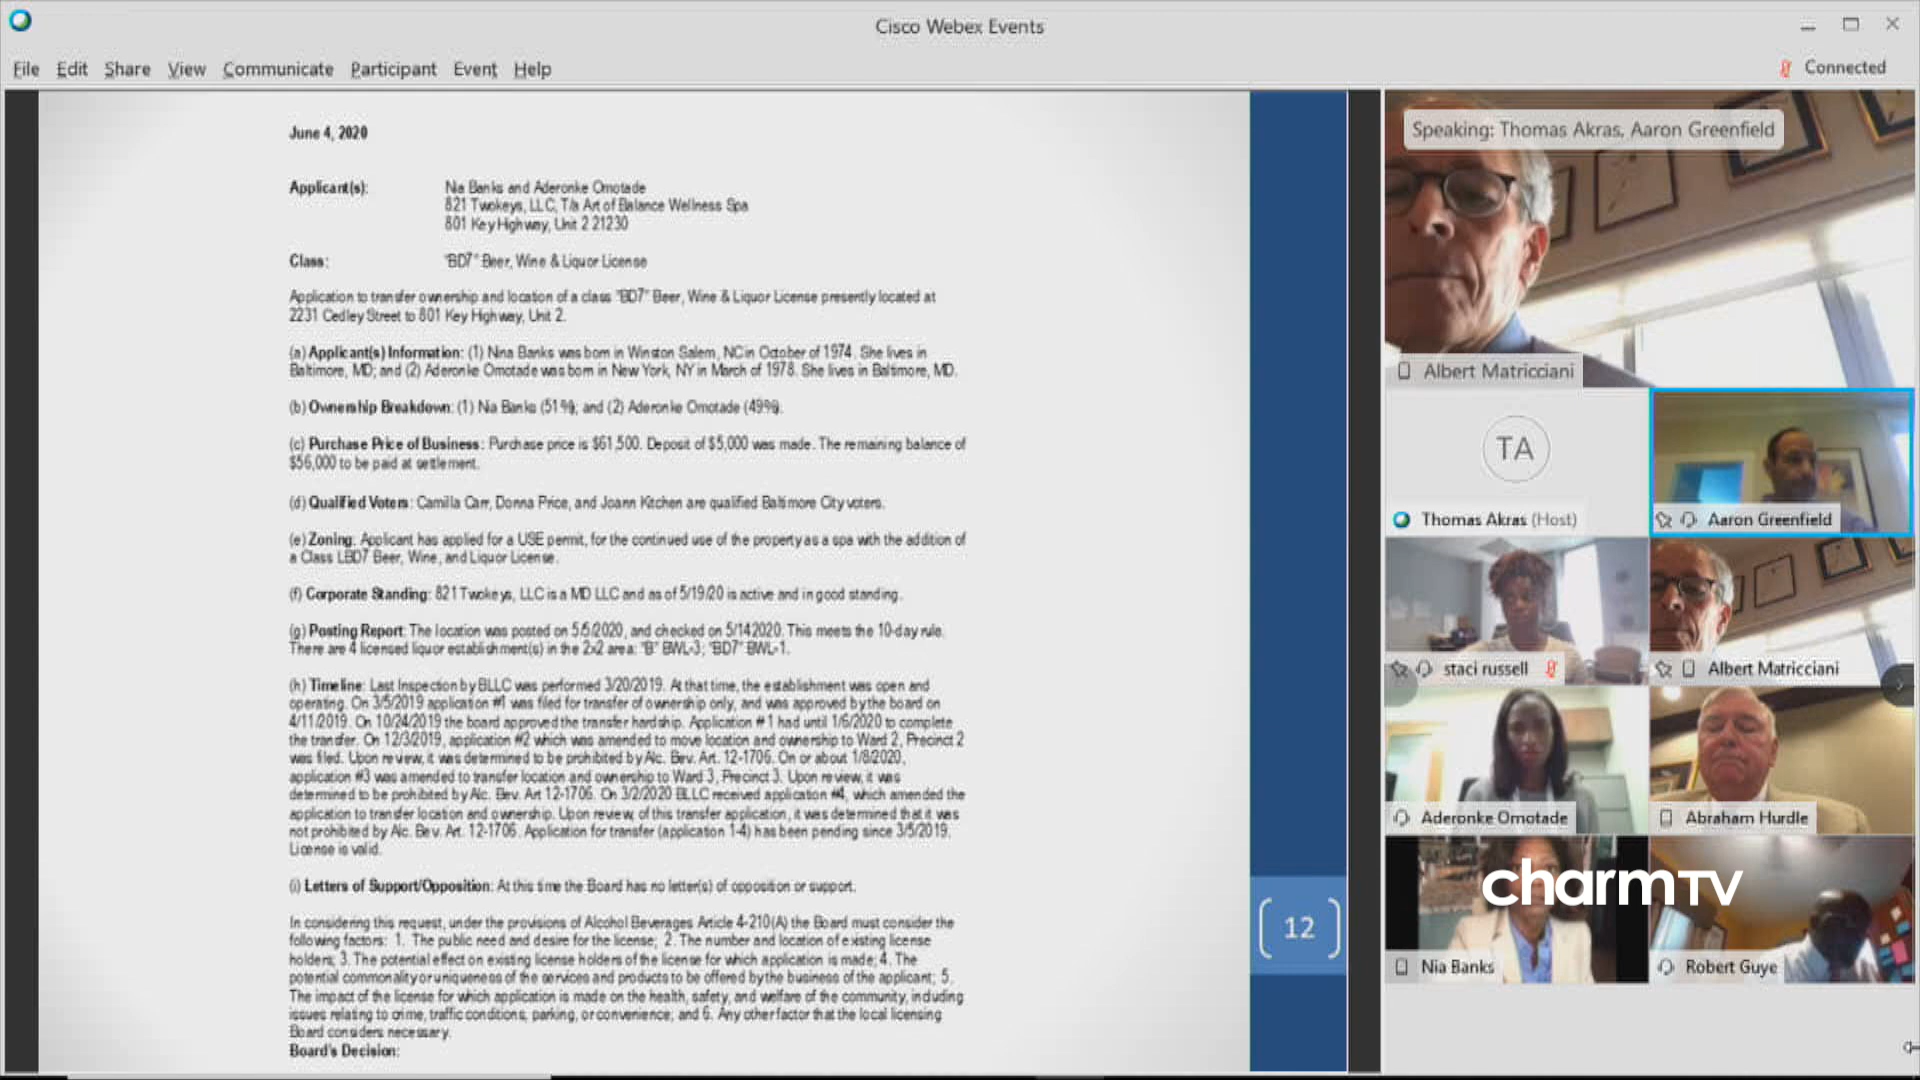 Cisco Webex Events
File Edit Share View Communicate Participant Event Help
Connected
June 4, 2020
Applicant(s): Nia Banks and Aderonke Omotade
821 Twokeys, LLC, T/a Art of Balance Wellness Spa
801 Key Highway, Unit 2 21230
Class: "BD7" Beer, Wine & Liquor License
Application to transfer ownership and location of a class "BD7" Beer, Wine & Liquor License presently located at
2231 Cedley Street to 801 Key Highway, Unit 2.
(a) Applicant(s) Information: (1) Nina Banks was born in Winston Salem, NC in October of 1974. She lives in
Baltimore, MD; and (2) Aderonke Omotade was born in New York, NY in March of 1978. She lives in Baltimore, MD.
(b) Ownership Breakdown: (1) Nia Banks (51%); and (2) Aderonke Omotade (49%).
(c) Purchase Price of Business: Purchase price is $61,500. Deposit of $5,000 was made. The remaining balance of
$56,000 to be paid at settlement.
(d) Qualified Voters: Camilla Carr, Donna Price, and Joann Kitchen are qualified Baltimore City voters.
(e) Zoning: Applicant has applied for a USE permit, for the continued use of the property as a spa with the addition of
a Class LBD7 Beer, Wine, and Liquor License.
(f) Corporate Standing: 821 Twokeys, LLC is a MD LLC and as of 5/19/20 is active and in good standing.
(g) Posting Report: The location was posted on 5/5/2020, and checked on 5/14/2020. This meets the 10-day rule.
There are 4 licensed liquor establishment(s) in the 2x2 area: "B" BWL-3; "BD7" BWL-1.
(h) Timeline: Last Inspection by BLLC was performed 3/20/2019. At that time, the establishment was open and
operating. On 3/5/2019 application #1 was filed for transfer of ownership only, and was approved by the board on
4/11/2019. On 10/24/2019 the board approved the transfer hardship. Application #1 had until 1/6/2020 to complete
the transfer. On 12/3/2019, application #2 which was amended to move location and ownership to Ward 2, Precinct 2
was filed. Upon review, it was determined to be prohibited by Alc. Bev. Art. 12-1706. On or about 1/8/2020,
application #3 was amended to transfer location and ownership to Ward 3, Precinct 3. Upon review, it was
determined to be prohibited by Alc. Bev. Art 12-1706. On 3/2/2020 BLLC received application #4, which amended the
application to transfer location and ownership. Upon review, of this transfer application, it was determined that it was
not prohibited by Alc. Bev. Art. 12-1706. Application for transfer (application 1-4) has been pending since 3/5/2019.
License is valid.
(i) Letters of Support/Opposition: At this time the Board has no letter(s) of opposition or support.
In considering this request, under the provisions of Alcohol Beverages Article 4-210(A) the Board must consider the
following factors: 1. The public need and desire for the license; 2. The number and location of existing license
holders; 3. The potential effect on existing license holders of the license for which application is made; 4. The
potential commonality or uniqueness of the services and products to be offered by the business of the applicant; 5.
The impact of the license for which application is made on the health, safety, and welfare of the community, including
issues relating to crime, traffic conditions, parking, or convenience; and 6. Any other factor that the local licensing
Board considers necessary.
Board's Decision:
12
Speaking: Thomas Akras, Aaron Greenfield
Albert Matricciani
TA
Thomas Akras (Host)
Aaron Greenfield
staci russell
Albert Matricciani
Aderonke Omotade
Abraham Hurdle
charmTV
Nia Banks
Robert Guye